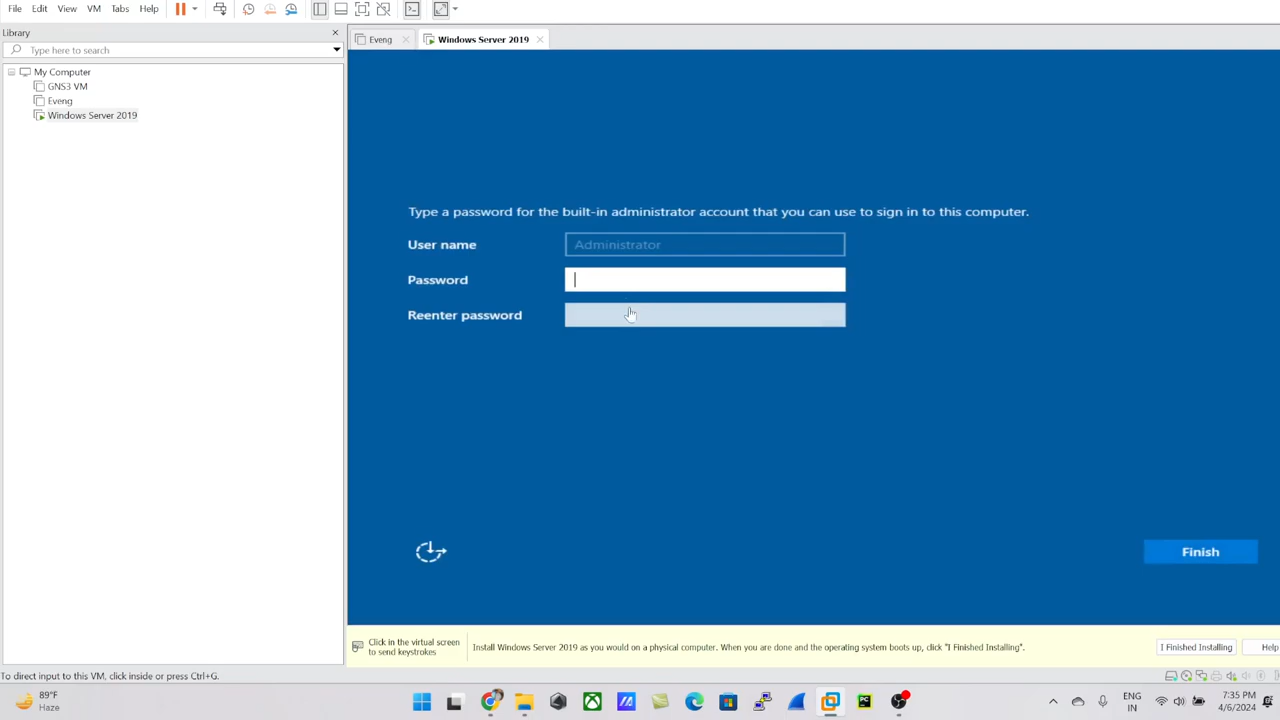 File Edit View VM Tabs Help
Library
Type here to search
My Computer
GNS3 VM
Eveng
Windows Server 2019
Eveng
Windows Server 2019
Type a password for the built-in administrator account that you can use to sign in to this computer.
User name
Administrator
Password
Reenter password
Finish
Click in the virtual screen
to send keystrokes
Install Windows Server 2019 as you would on a physical computer. When you are done and the operating system boots up, click "I Finished Installing".
I Finished Installing
Help
To direct input to this VM, click inside or press Ctrl+G.
89°F
Haze
ENG
IN
7:35 PM
4/6/2024